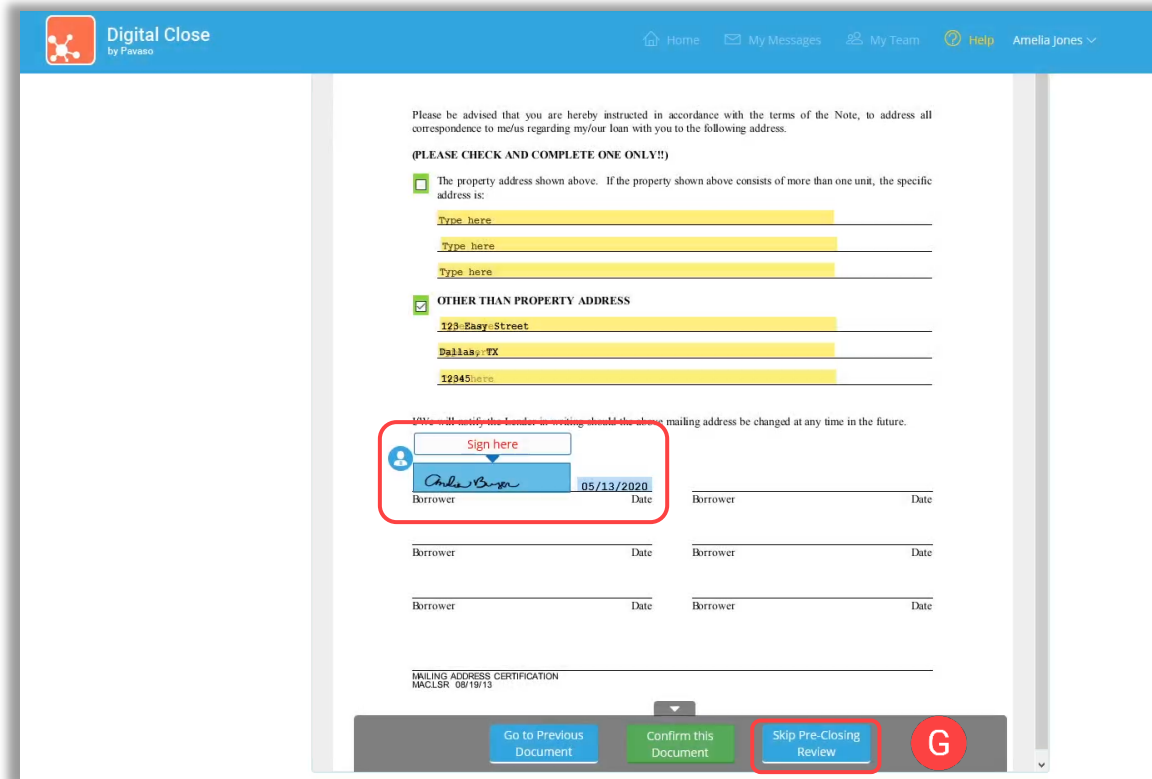 Digital Close
by Pavaso
Home My Messages My Team Help Amelia Jones
Please be advised that you are hereby instructed in accordance with the terms of the Note, to address all
correspondence to me/us regarding my/our loan with you to the following address.
(PLEASE CHECK AND COMPLETE ONE ONLY!!)
The property address shown above. If the property shown above consists of more than one unit, the specific
address is:
Type here
Type here
Type here
OTHER THAN PROPERTY ADDRESS
123 Easy Street
Dallas, TX
12345
I/We will notify the Lender in writing should the above mailing address be changed at any time in the future.
Sign here
05/13/2020
Borrower Date Borrower Date
Borrower Date Borrower Date
Borrower Date Borrower Date
MAILING ADDRESS CERTIFICATION
MAC.LSR 08/19/13
Go to Previous Document
Confirm this Document
Skip Pre-Closing Review
G